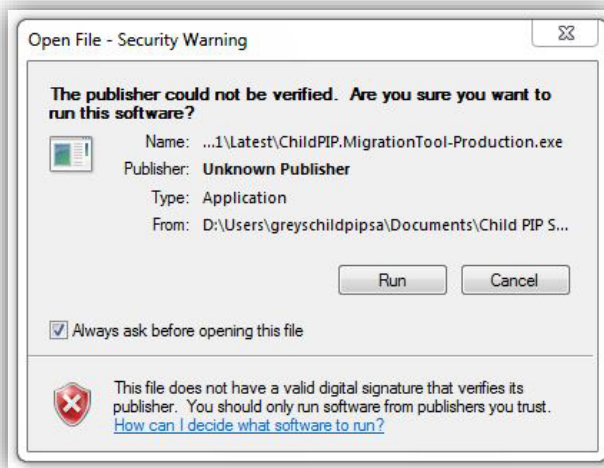 Open File - Security Warning
The publisher could not be verified. Are you sure you want to
run this software?
Name: ...1\Latest\ChildPIP.MigrationTool-Production.exe
Publisher: Unknown Publisher
Type: Application
From: D:\Users\greyschildpipsa\Documents\Child PIP S...
Run Cancel
Always ask before opening this file
This file does not have a valid digital signature that verifies its
publisher. You should only run software from publishers you trust.
How can I decide what software to run?